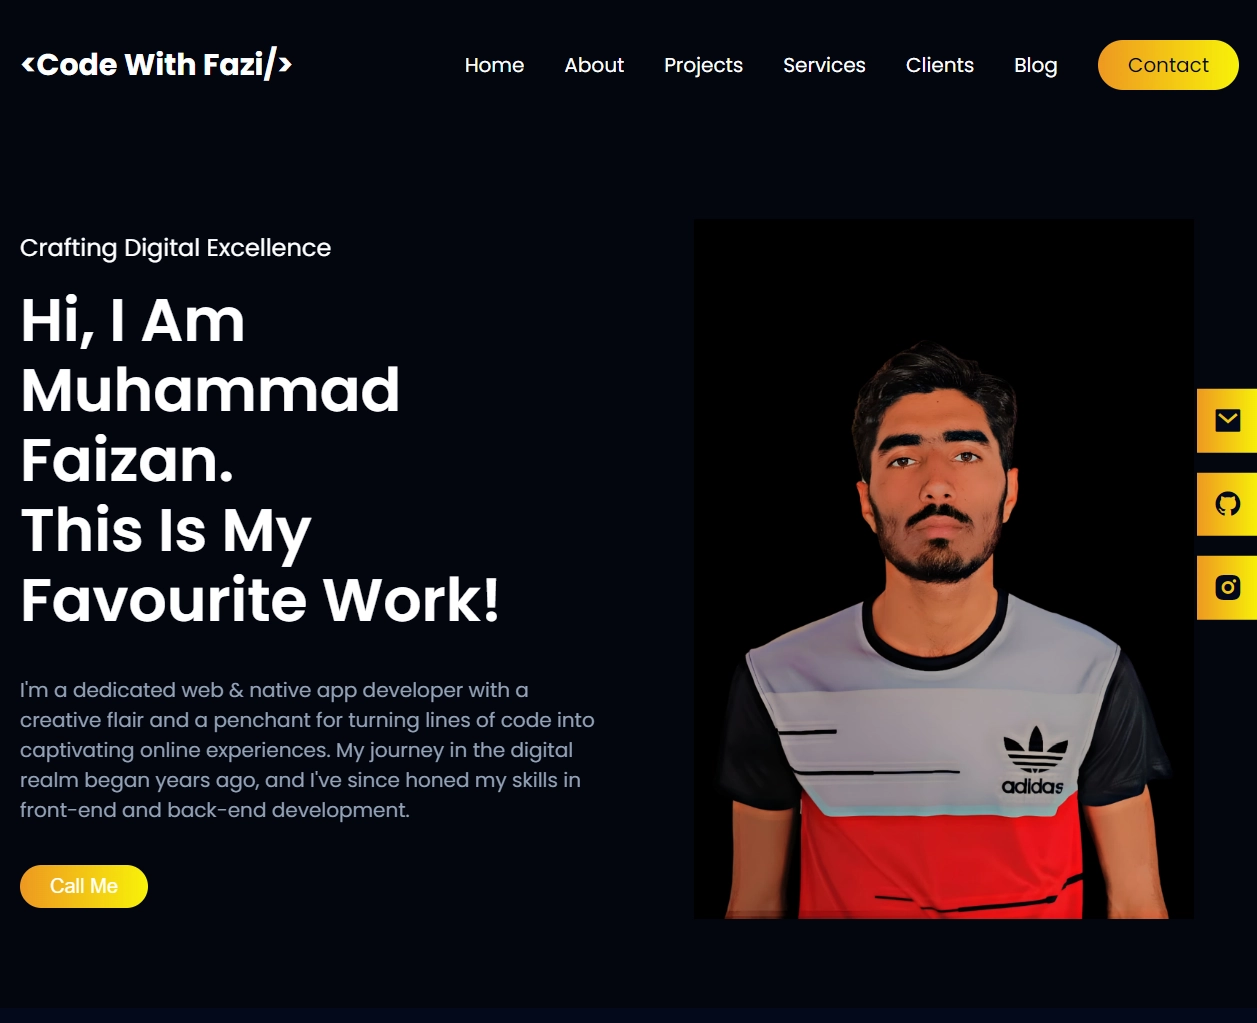 <Code With Fazi/>
Home About Projects Services Clients Blog Contact
Crafting Digital Excellence
Hi, I Am
Muhammad
Faizan.
This Is My
Favourite Work!
I'm a dedicated web & native app developer with a
creative flair and a penchant for turning lines of code into
captivating online experiences. My journey in the digital
realm began years ago, and I've since honed my skills in
front-end and back-end development.
Call Me
adidas